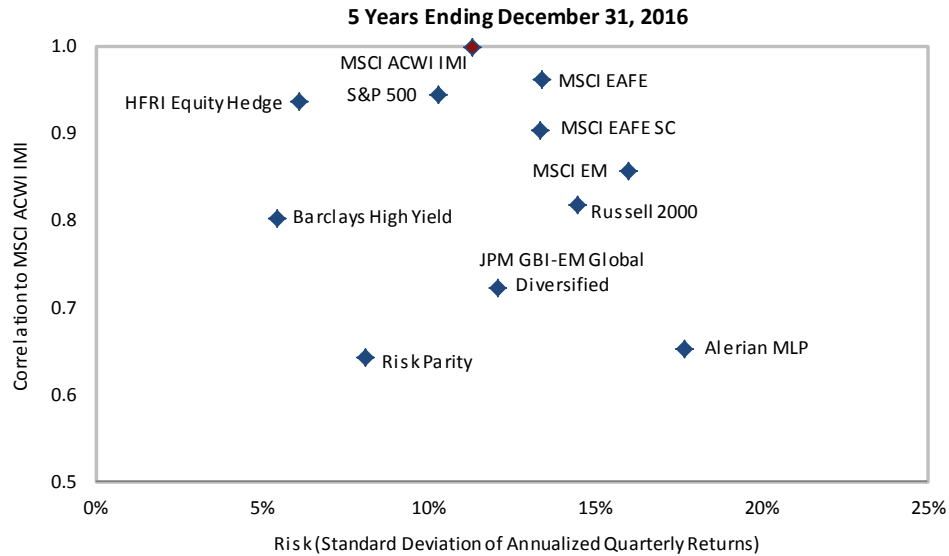 5 Years Ending December 31, 2016
1.0
MSCI ACWI IMI
MSCI EAFE
S&P 500
HFRI Equity Hedge
0.9
MSCI EAFE SC
MSCI EM
Russell 2000
0.8
Barclays High Yield
JPM GBI-EM Global
Diversified
0.7
Alerian MLP
Risk Parity
0.6
0.5
0%
5%
10%
15%
20%
25%
Correlation to MSCI ACWI IMI
Risk (Standard Deviation of Annualized Quarterly Returns)